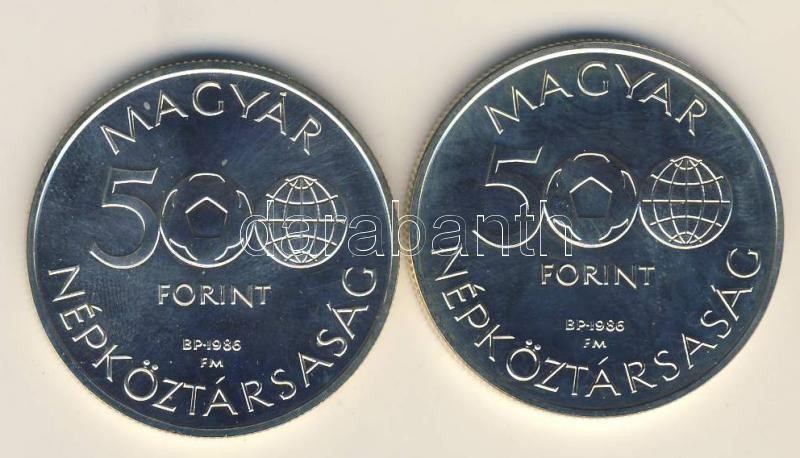 MAGYAR
500
FORINT
BP·1986
FM
NÉPKÖZTÁRSASÁG
MAGYAR
500
FORINT
BP·1986
FM
NÉPKÖZTÁRSASÁG
darabanth